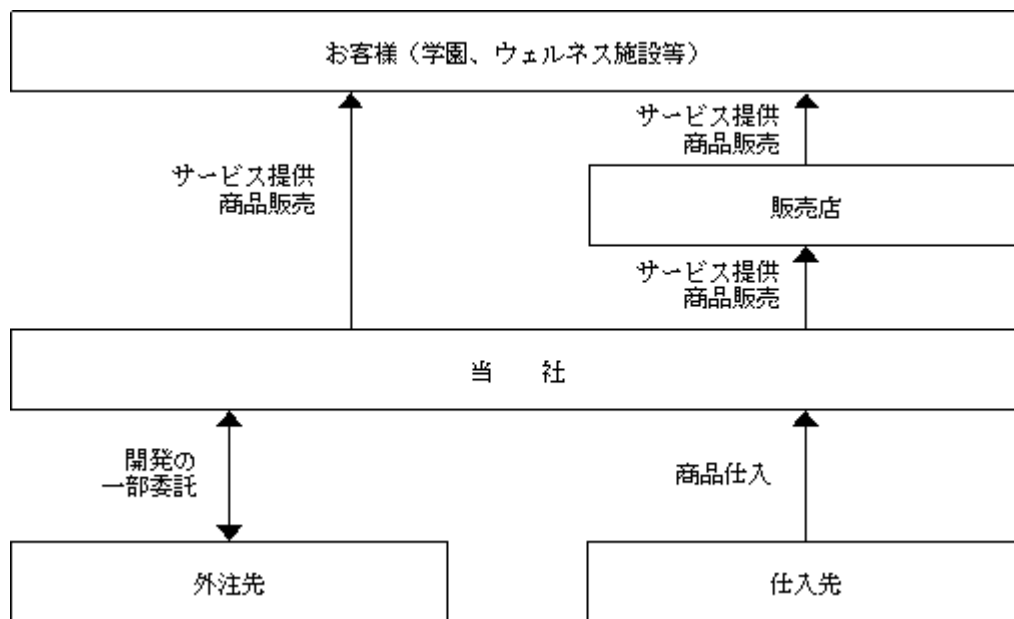 お客様（学園、ウェルネス施設等）
サービス提供
商品販売
サービス提供
商品販売
販売店
サービス提供
商品販売
当　　社
開発の
一部委託
商品仕入
外注先
仕入先